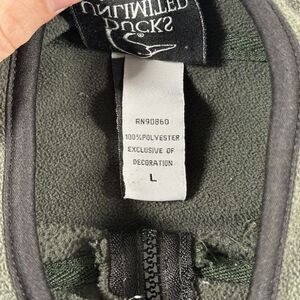 DUCKS®
UNLIMITED
RN90860
100%POLYESTER
EXCLUSIVE OF
DECORATION
L